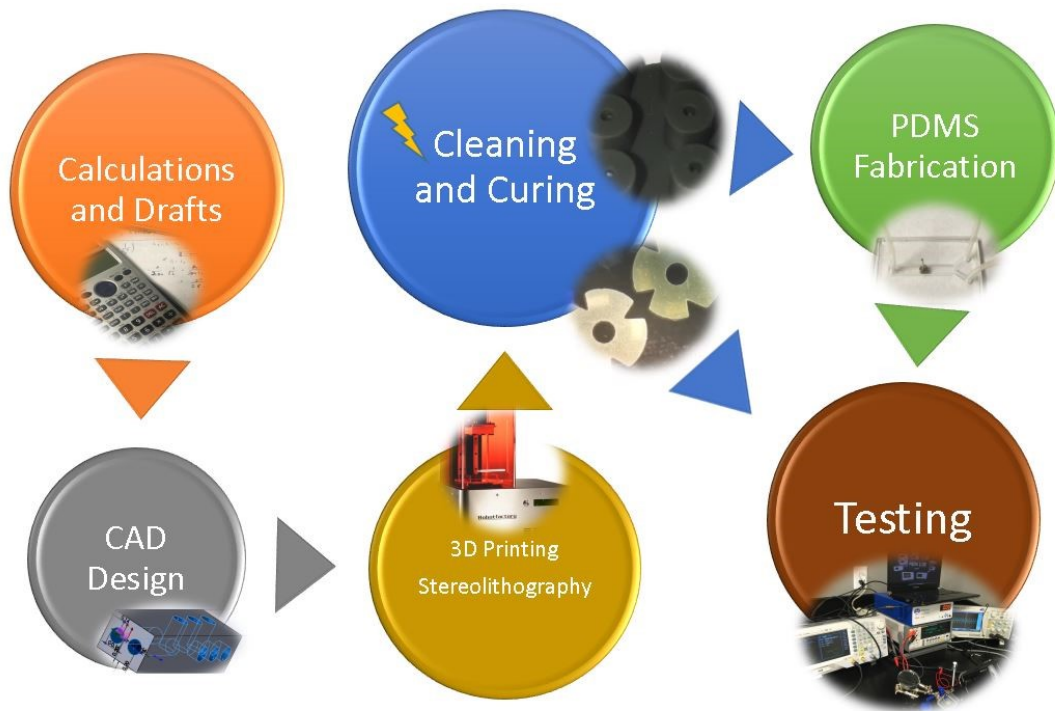 Calculations
and Drafts
CAD
Design
3D Printing
Stereolithography
Cleaning
and Curing
PDMS
Fabrication
Testing